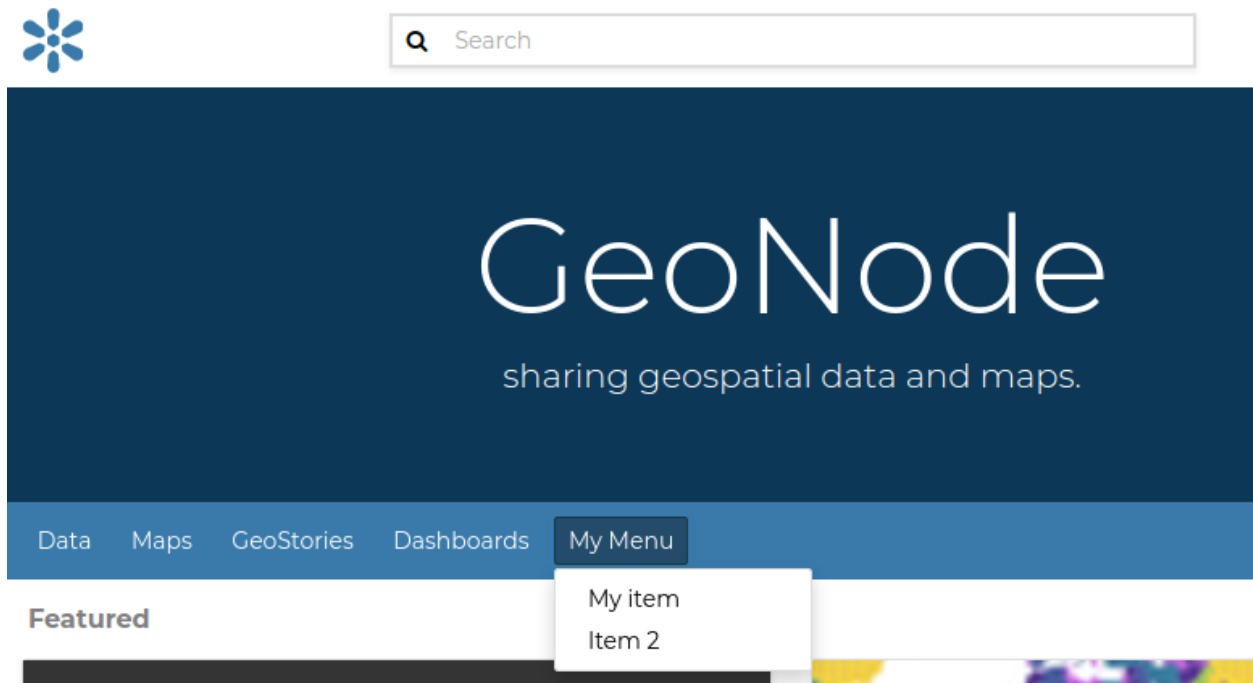 Search
GeoNode
sharing geospatial data and maps.
Data Maps GeoStories Dashboards My Menu
My item
Item 2
Featured